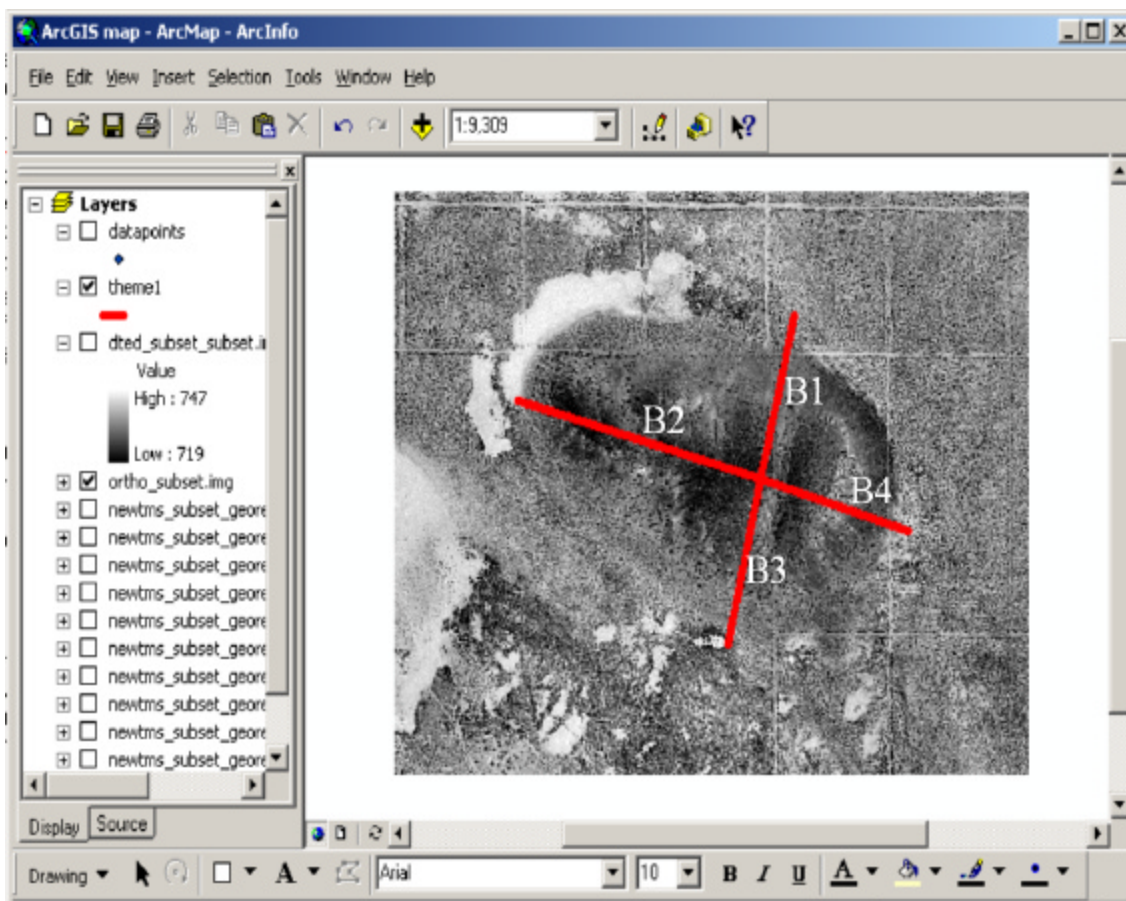 ArcGIS map - ArcMap - ArcInfo
File Edit View Insert Selection Tools Window Help
1:9,309
Layers
datapoints
theme1
dted_subset_subset.i
Value
High : 747
Low : 719
ortho_subset.img
newtms_subset_geore
newtms_subset_geore
newtms_subset_geore
newtms_subset_geore
newtms_subset_geore
newtms_subset_geore
newtms_subset_geore
newtms_subset_geore
newtms_subset_geore
newtms_subset_geore
B1
B2
B4
B3
Display Source
Drawing A Arial 10 B I U A